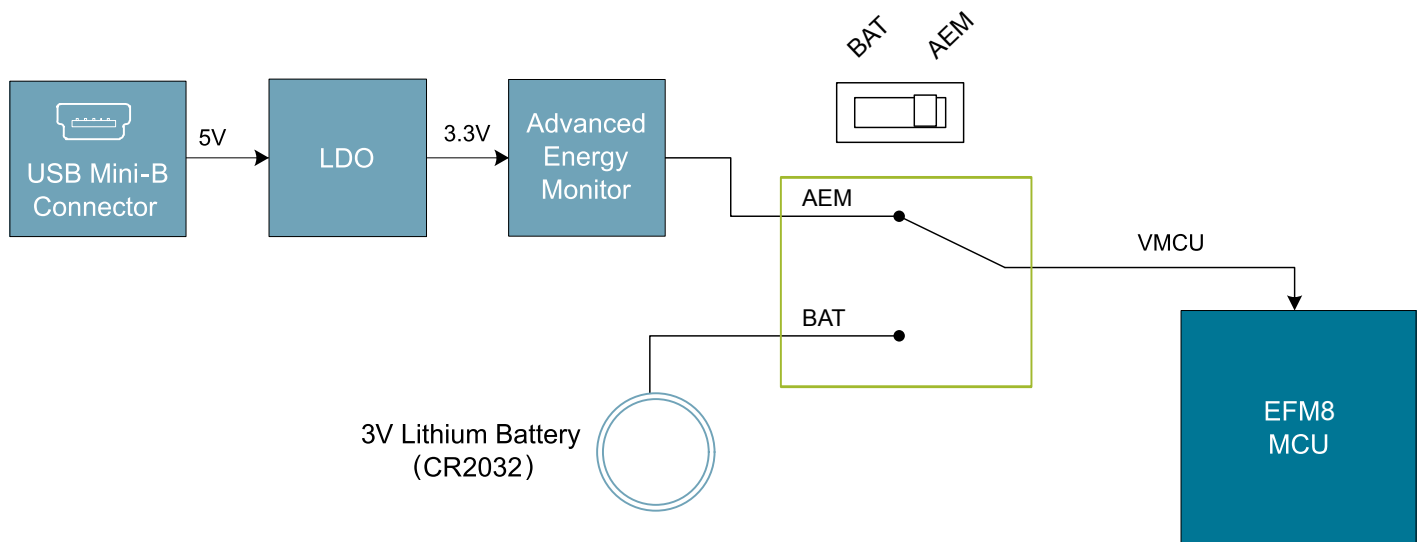 BAT
AEM
USB Mini-B
Connector
5V
LDO
3.3V
Advanced
Energy
Monitor
AEM
BAT
VMCU
3V Lithium Battery
(CR2032)
EFM8
MCU